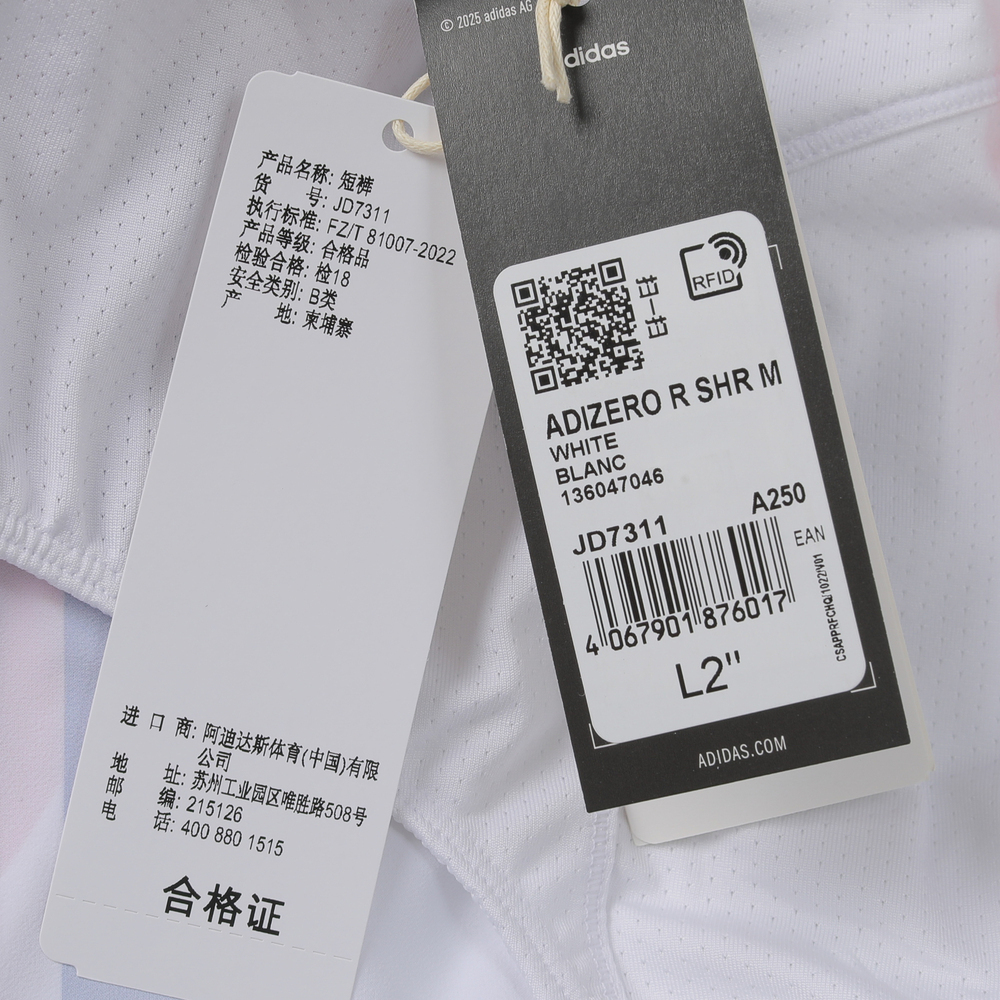 产品名称: 短裤
货 号: JD7311
执行标准: FZ/T 81007-2022
产品等级: 合格品
检验合格: 检18
安全类别: B类
产 地: 柬埔寨
进 口 商: 阿迪达斯体育(中国)有限
公司
地 址: 苏州工业园区唯胜路508号
邮 编: 215126
电 话: 400 880 1515
合格证
© 2025 adidas AG
adidas
RFID
ADIZERO R SHR M
WHITE
BLANC
136047046
JD7311 A250
EAN
4 067901 876017
CSAPPRFCHQ/1022/V01
L2"
ADIDAS.COM